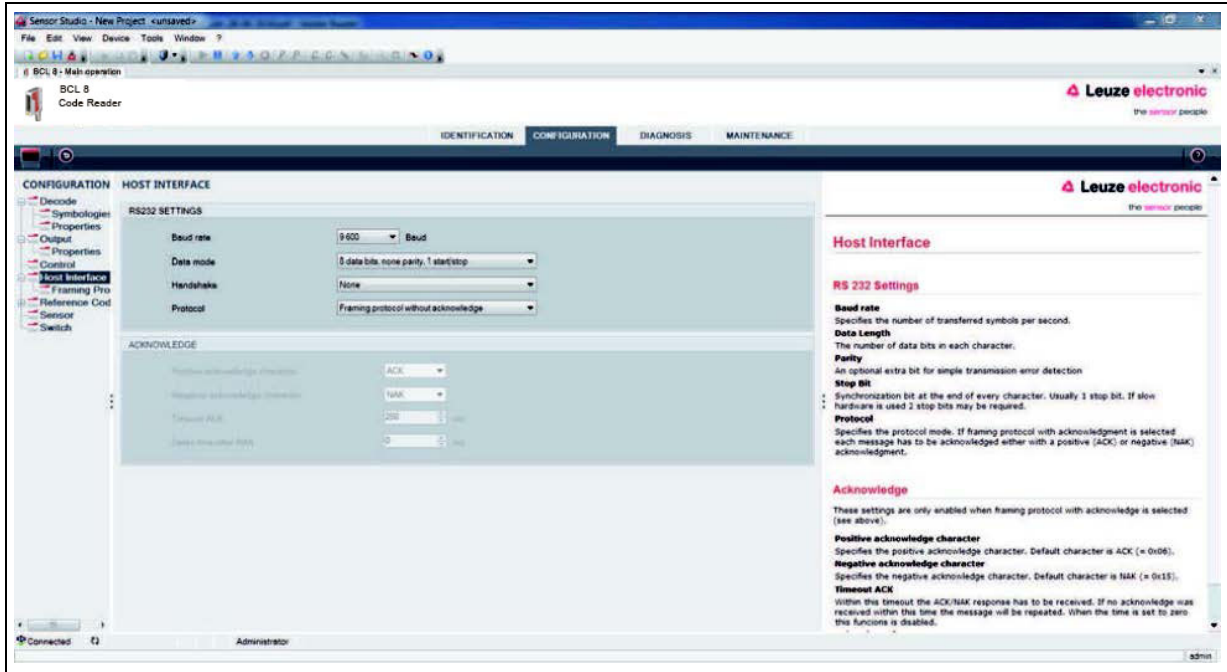 Sensor Studio - New Project <unsaved>
File Edit View Device Tools Window ?
BCL 8 - Main operation
BCL 8
Code Reader
Leuze electronic
the sensor people
IDENTIFICATION CONFIGURATION DIAGNOSIS MAINTENANCE
CONFIGURATION
Decode
Symbologies
Properties
Output
Properties
Control
Host Interface
Framing Pro
Reference Cod
Sensor
Switch
HOST INTERFACE
RS232 SETTINGS
Baud rate 9 600 Baud
Data mode 8 data bits, none parity, 1 start/stop
Handshake None
Protocol Framing protocol without acknowledge
ACKNOWLEDGE
Positive acknowledge character ACK
Negative acknowledge character NAK
Timeout ACK 200
0
Leuze electronic
the sensor people
Host Interface
RS 232 Settings
Baud rate
Specifies the number of transferred symbols per second.
Data Length
The number of data bits in each character.
Parity
An optional extra bit for simple transmission error detection
Stop Bit
Synchronization bit at the end of every character. Usually 1 stop bit. If slow
hardware is used 2 stop bits may be required.
Protocol
Specifies the protocol mode. If framing protocol with acknowledgment is selected
each message has to be acknowledged either with a positive (ACK) or negative (NAK)
acknowledgment.
Acknowledge
These settings are only enabled when framing protocol with acknowledge is selected
(see above).
Positive acknowledge character
Specifies the positive acknowledge character. Default character is ACK (= 0x06).
Negative acknowledge character
Specifies the negative acknowledge character. Default character is NAK (= 0x15).
Timeout ACK
Within this timeout the ACK/NAK response has to be received. If no acknowledge was
received within this time the message will be repeated. When the time is set to zero
this funcions is disabled.
Connected Administrator
admin